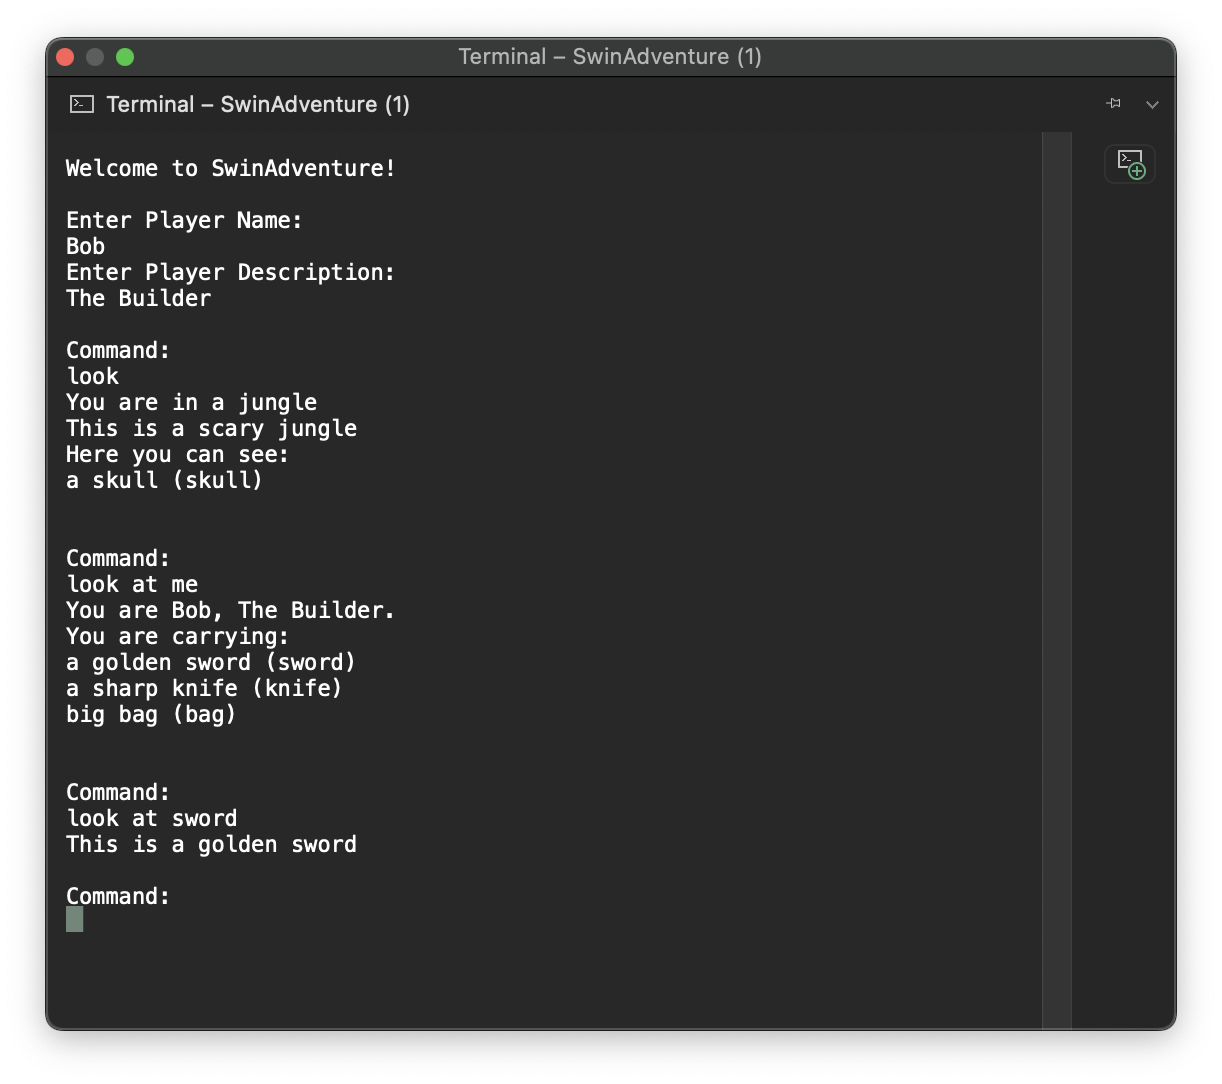 Terminal – SwinAdventure (1)
Terminal – SwinAdventure (1)
Welcome to SwinAdventure!
Enter Player Name:
Bob
Enter Player Description:
The Builder
Command:
look
You are in a jungle
This is a scary jungle
Here you can see:
a skull (skull)
Command:
look at me
You are Bob, The Builder.
You are carrying:
a golden sword (sword)
a sharp knife (knife)
big bag (bag)
Command:
look at sword
This is a golden sword
Command: